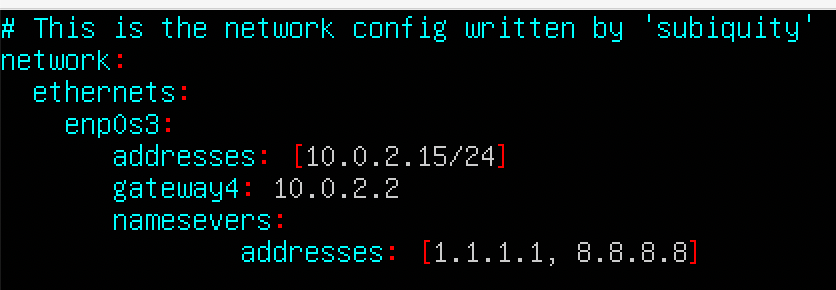 # This is the network config written by 'subiquity'
network:
  ethernets:
    enp0s3:
       addresses: [10.0.2.15/24]
       gateway4: 10.0.2.2
       namesevers:
               addresses: [1.1.1.1, 8.8.8.8]